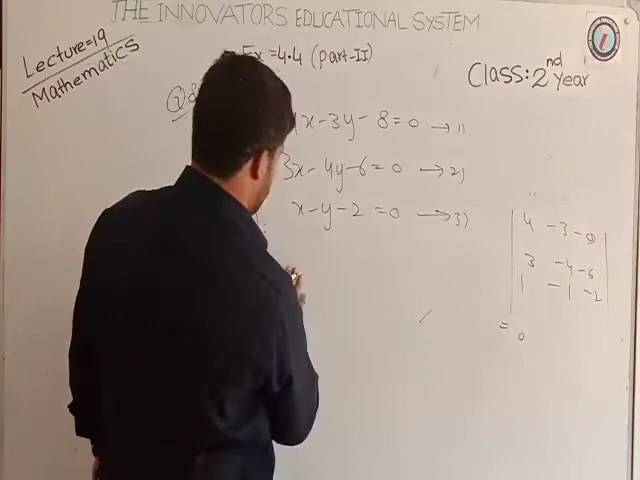 THE INNOVATORS EDUCATIONAL SYSTEM
Lecture=19
Mathematics
Ex=4.4 (part-II)
Class: 2nd Year
Q8
x-3y-8=0 →1)
3x-4y-6=0 →2)
x-y-2=0 →3)
4 -3 -8
3 -4 -6
1 -1 -2
= 0